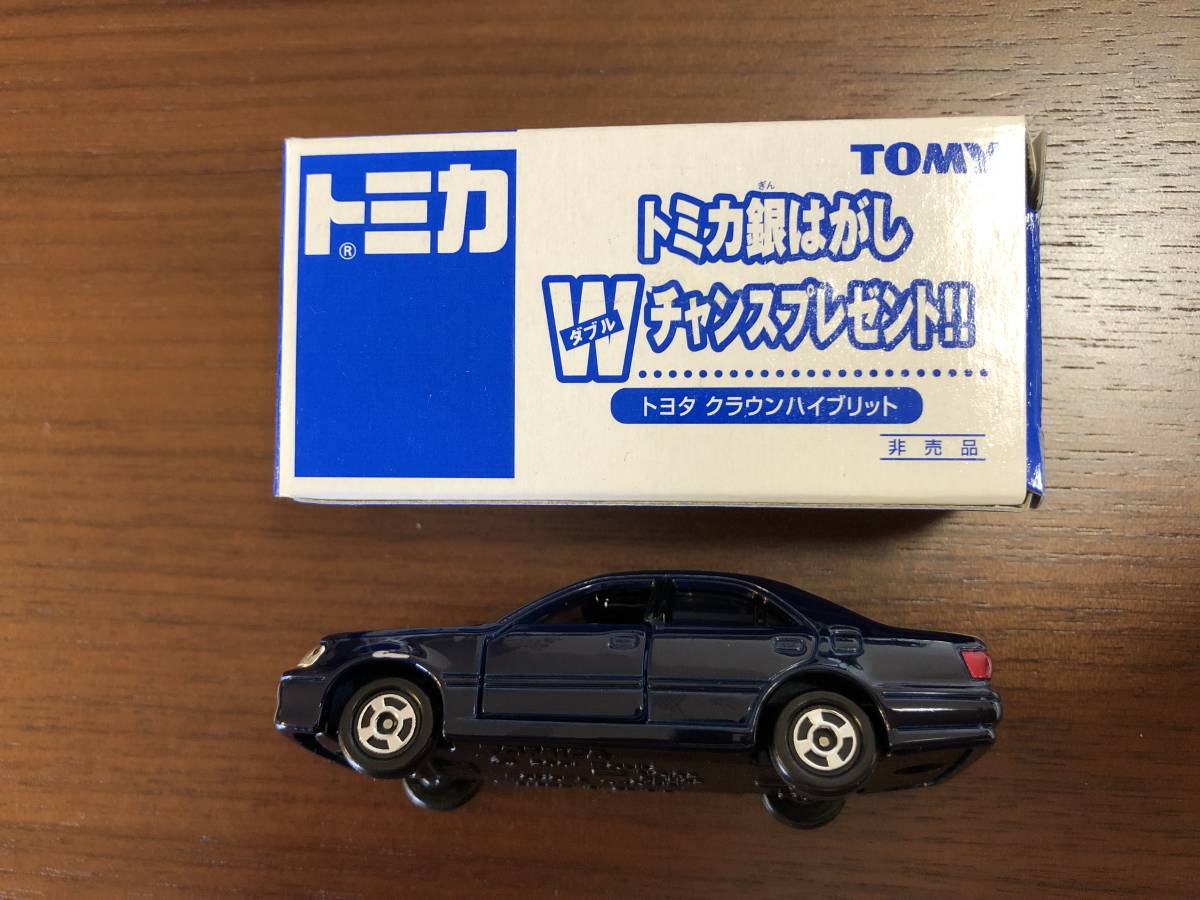 トミカ
®
TOMY
ぎん
トミカ銀はがし
W
ダブル
チャンスプレゼント!!
トヨタ クラウンハイブリット
非売品